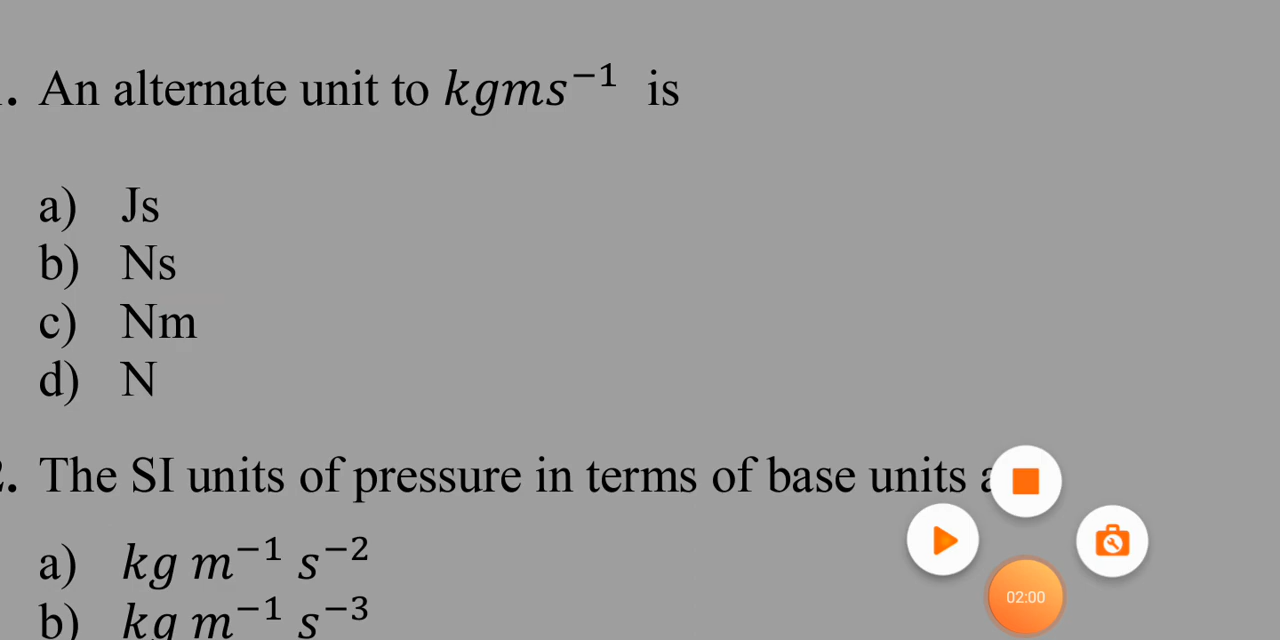 . An alternate unit to kgms⁻¹ is
a) Js
b) Ns
c) Nm
d) N
. The SI units of pressure in terms of base units
a) kg m⁻¹ s⁻²
b) kg m⁻¹ s⁻³
02:00